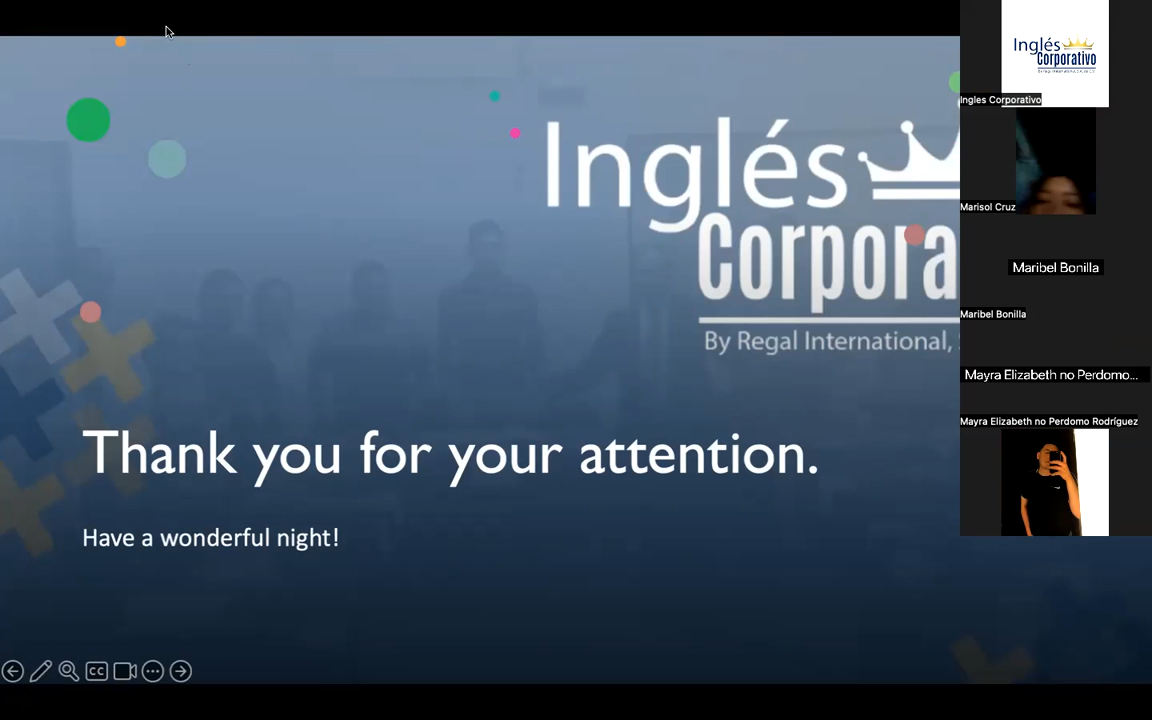 Inglés
Corpora
By Regal International,
Thank you for your attention.
Have a wonderful night!
CC
Inglés
Corporativo
Ingles Corporativo
Marisol Cruz
Maribel Bonilla
Maribel Bonilla
Mayra Elizabeth no Perdomo...
Mayra Elizabeth no Perdomo Rodríguez